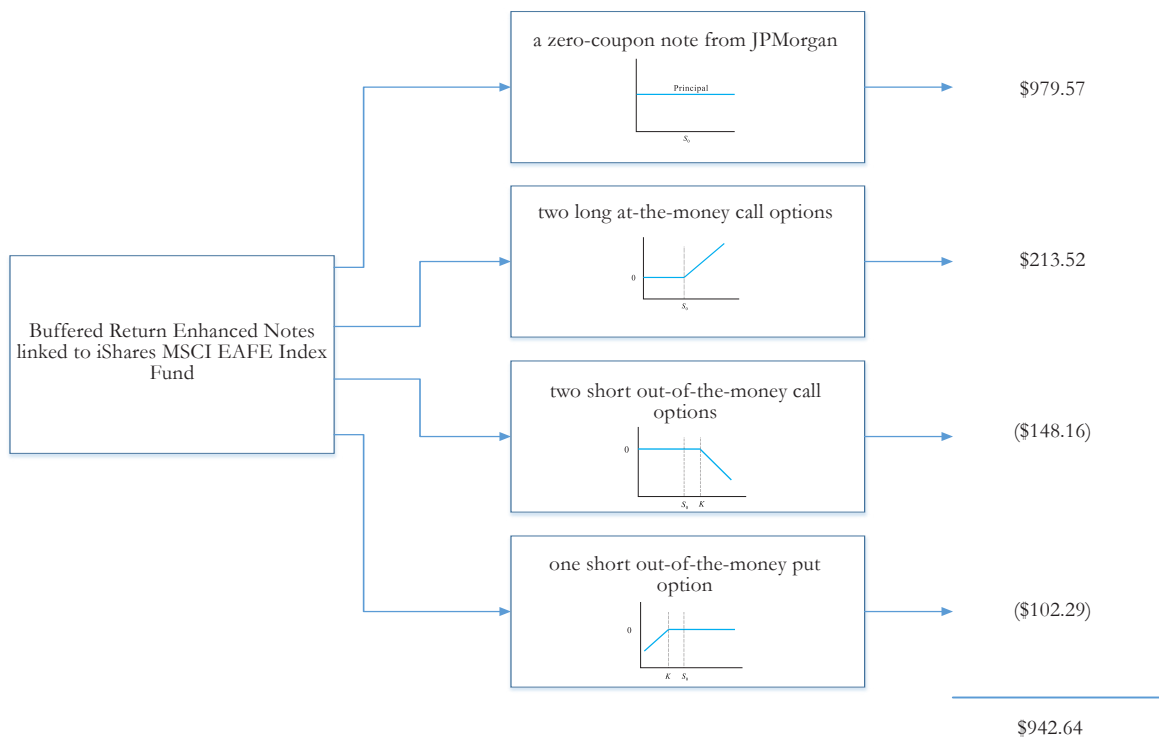 Buffered Return Enhanced Notes
linked to iShares MSCI EAFE Index
Fund
a zero-coupon note from JPMorgan
Principal
S₀
$979.57
two long at-the-money call options
0
S₀
$213.52
two short out-of-the-money call
options
0
S₀ K
($148.16)
one short out-of-the-money put
option
0
K S₀
($102.29)
$942.64